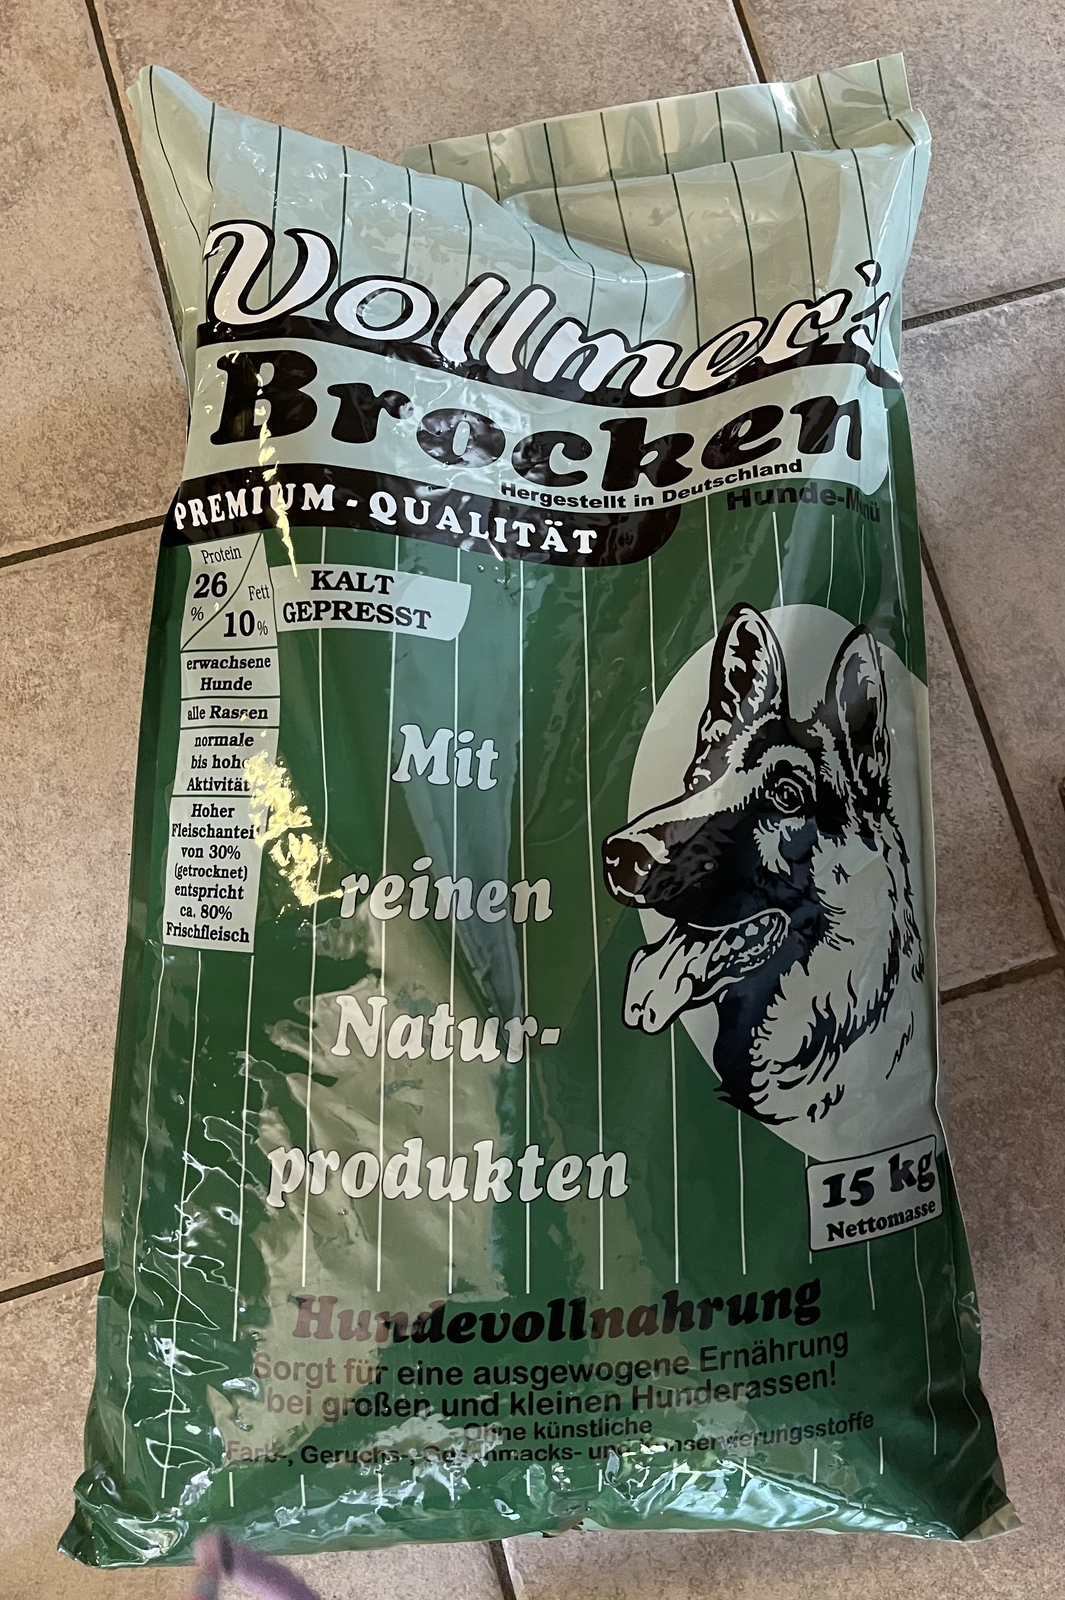 Vollmer's
Brocken
Hergestellt in Deutschland
Hunde-Menü
PREMIUM-QUALITÄT
Protein
26
%
Fett
10%
KALT
GEPRESST
erwachsene
Hunde
alle Rassen
normale
bis hohe
Aktivität
Hoher
Fleischanteil
von 30%
(getrocknet)
entspricht
ca. 80%
Frischfleisch
Mit
reinen
Natur-
produkten
15 kg
Nettomasse
Hundevollnahrung
Sorgt für eine ausgewogene Ernährung
bei großen und kleinen Hunderassen!
Ohne künstliche
Farb-, Geruchs-, Geschmacks- und Konservierungsstoffe